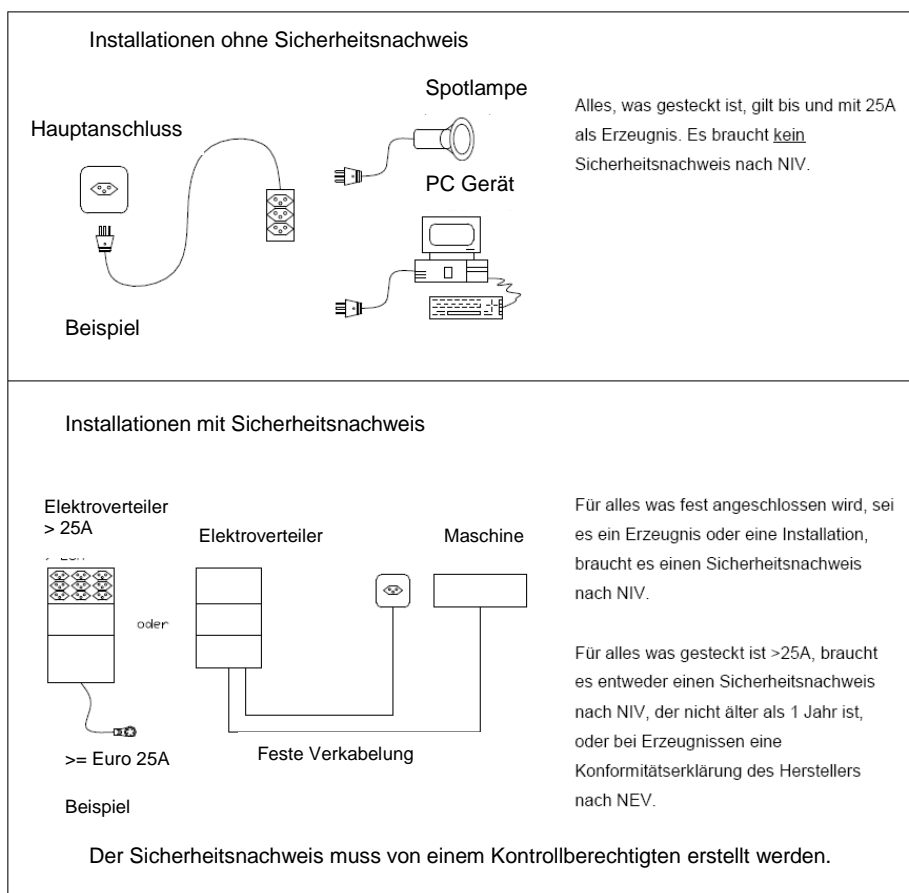 Installationen ohne Sicherheitsnachweis
Spotlampe
Hauptanschluss
PC Gerät
Beispiel
Alles, was gesteckt ist, gilt bis und mit 25A
als Erzeugnis. Es braucht kein
Sicherheitsnachweis nach NIV.
Installationen mit Sicherheitsnachweis
Elektroverteiler
> 25A
Elektroverteiler
Maschine
oder
>= Euro 25A
Feste Verkabelung
Beispiel
Für alles was fest angeschlossen wird, sei
es ein Erzeugnis oder eine Installation,
braucht es einen Sicherheitsnachweis
nach NIV.
Für alles was gesteckt ist >25A, braucht
es entweder einen Sicherheitsnachweis
nach NIV, der nicht älter als 1 Jahr ist,
oder bei Erzeugnissen eine
Konformitätserklärung des Herstellers
nach NEV.
Der Sicherheitsnachweis muss von einem Kontrollberechtigten erstellt werden.